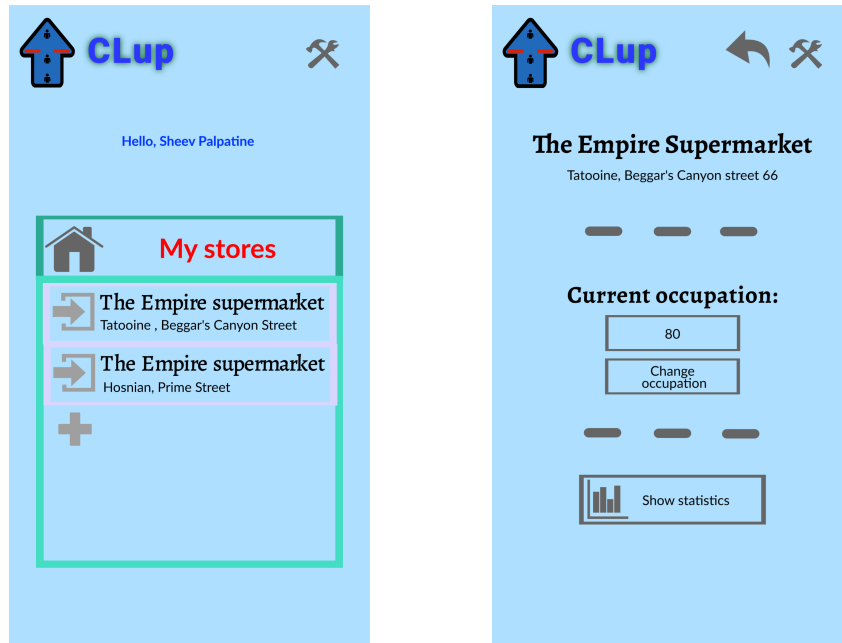 CLup
Hello, Sheev Palpatine
My stores
The Empire supermarket
Tatooine , Beggar's Canyon Street
The Empire supermarket
Hosnian, Prime Street
CLup
The Empire Supermarket
Tatooine, Beggar's Canyon street 66
Current occupation:
80
Change
occupation
Show statistics